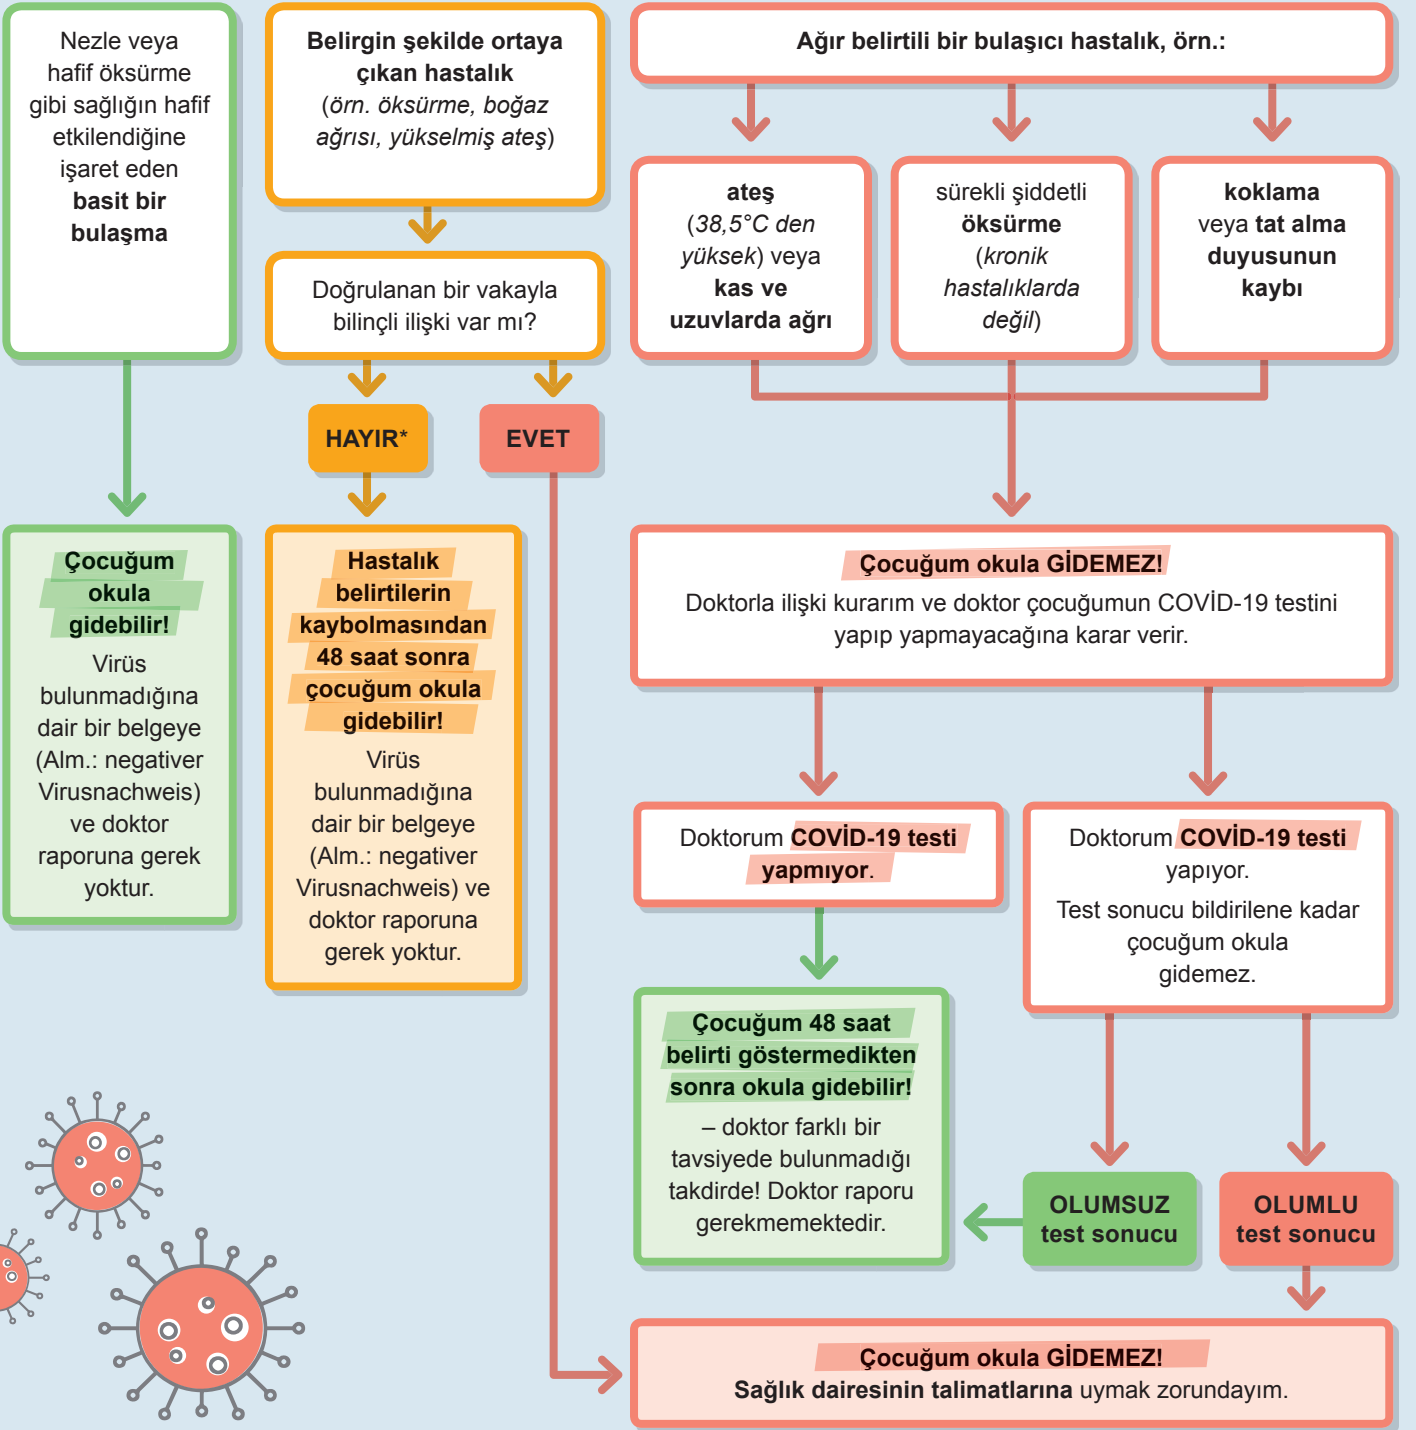 Nezle veya
hafif öksürme
gibi sağlığın hafif
etkilendiğine
işaret eden
basit bir
bulaşma
Belirgin şekilde ortaya
çıkan hastalık
(örn. öksürme, boğaz
ağrısı, yükselmiş ateş)
Doğrulanan bir vakayla
bilinçli ilişki var mı?
HAYIR*
EVET
Ağır belirtili bir bulaşıcı hastalık, örn.:
ateş
(38,5°C den
yüksek) veya
kas ve
uzuvlarda ağrı
sürekli şiddetli
öksürme
(kronik
hastalıklarda
değil)
koklama
veya tat alma
duyusunun
kaybı
Çocuğum
okula
gidebilir!
Virüs
bulunmadığına
dair bir belgeye
(Alm.: negativer
Virusnachweis)
ve doktor
raporuna gerek
yoktur.
Hastalık
belirtilerin
kaybolmasından
48 saat sonra
çocuğum okula
gidebilir!
Virüs
bulunmadığına
dair bir belgeye
(Alm.: negativer
Virusnachweis) ve
doktor raporuna
gerek yoktur.
Çocuğum okula GİDEMEZ!
Doktorla ilişki kurarım ve doktor çocuğumun COVİD-19 testini
yapıp yapmayacağına karar verir.
Doktorum COVİD-19 testi
yapmıyor.
Doktorum COVİD-19 testi
yapıyor.
Test sonucu bildirilene kadar
çocuğum okula
gidemez.
Çocuğum 48 saat
belirti göstermedikten
sonra okula gidebilir!
– doktor farklı bir
tavsiyede bulunmadığı
takdirde! Doktor raporu
gerekmemektedir.
OLUMSUZ
test sonucu
OLUMLU
test sonucu
Çocuğum okula GİDEMEZ!
Sağlık dairesinin talimatlarına uymak zorundayım.